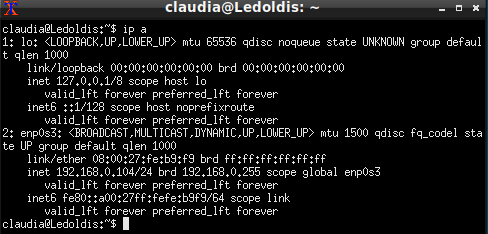 claudia@Ledoldis: ~
claudia@Ledoldis:~$ ip a
1: lo: <LOOPBACK,UP,LOWER_UP> mtu 65536 qdisc noqueue state UNKNOWN group defaul
t qlen 1000
    link/loopback 00:00:00:00:00:00 brd 00:00:00:00:00:00
    inet 127.0.0.1/8 scope host lo
       valid_lft forever preferred_lft forever
    inet6 ::1/128 scope host noprefixroute
       valid_lft forever preferred_lft forever
2: enp0s3: <BROADCAST,MULTICAST,DYNAMIC,UP,LOWER_UP> mtu 1500 qdisc fq_codel sta
te UP group default qlen 1000
    link/ether 08:00:27:fe:b9:f9 brd ff:ff:ff:ff:ff:ff
    inet 192.168.0.104/24 brd 192.168.0.255 scope global enp0s3
       valid_lft forever preferred_lft forever
    inet6 fe80::a00:27ff:fefe:b9f9/64 scope link
       valid_lft forever preferred_lft forever
claudia@Ledoldis:~$